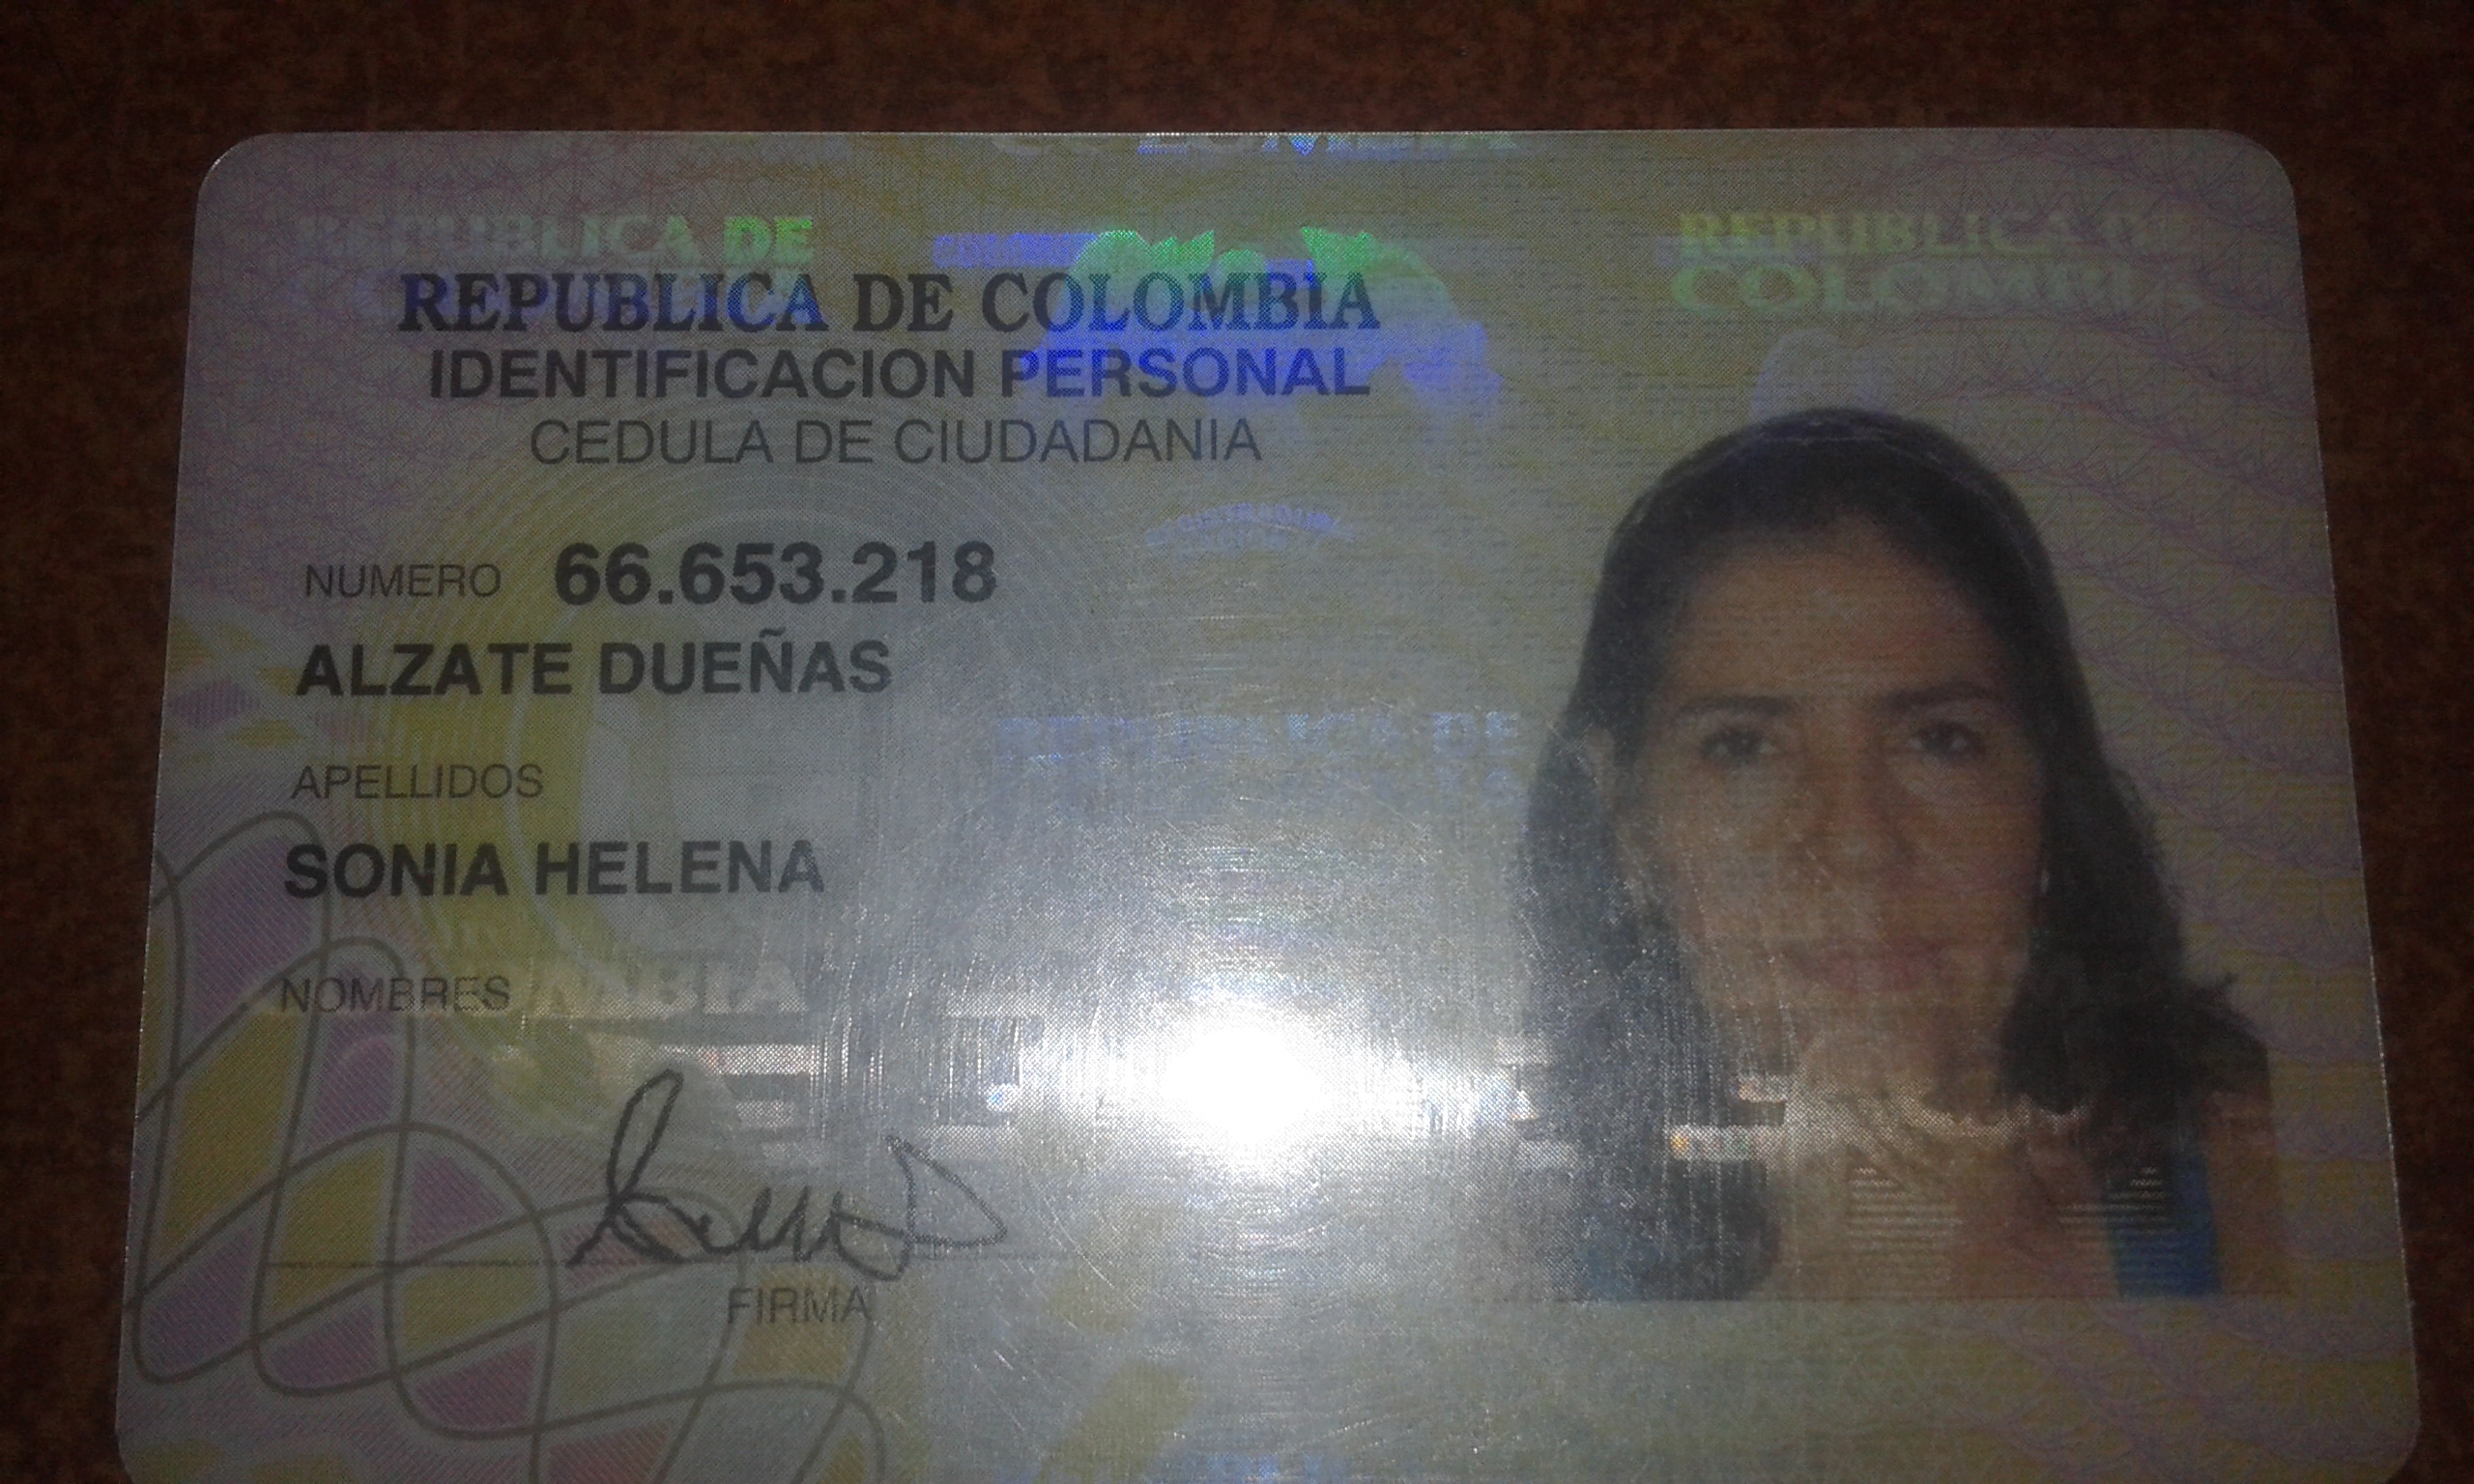 REPUBLICA DE COLOMBIA
IDENTIFICACION PERSONAL
CEDULA DE CIUDADANIA
NUMERO 66.653.218
ALZATE DUEÑAS
APELLIDOS
SONIA HELENA
NOMBRES
FIRMA